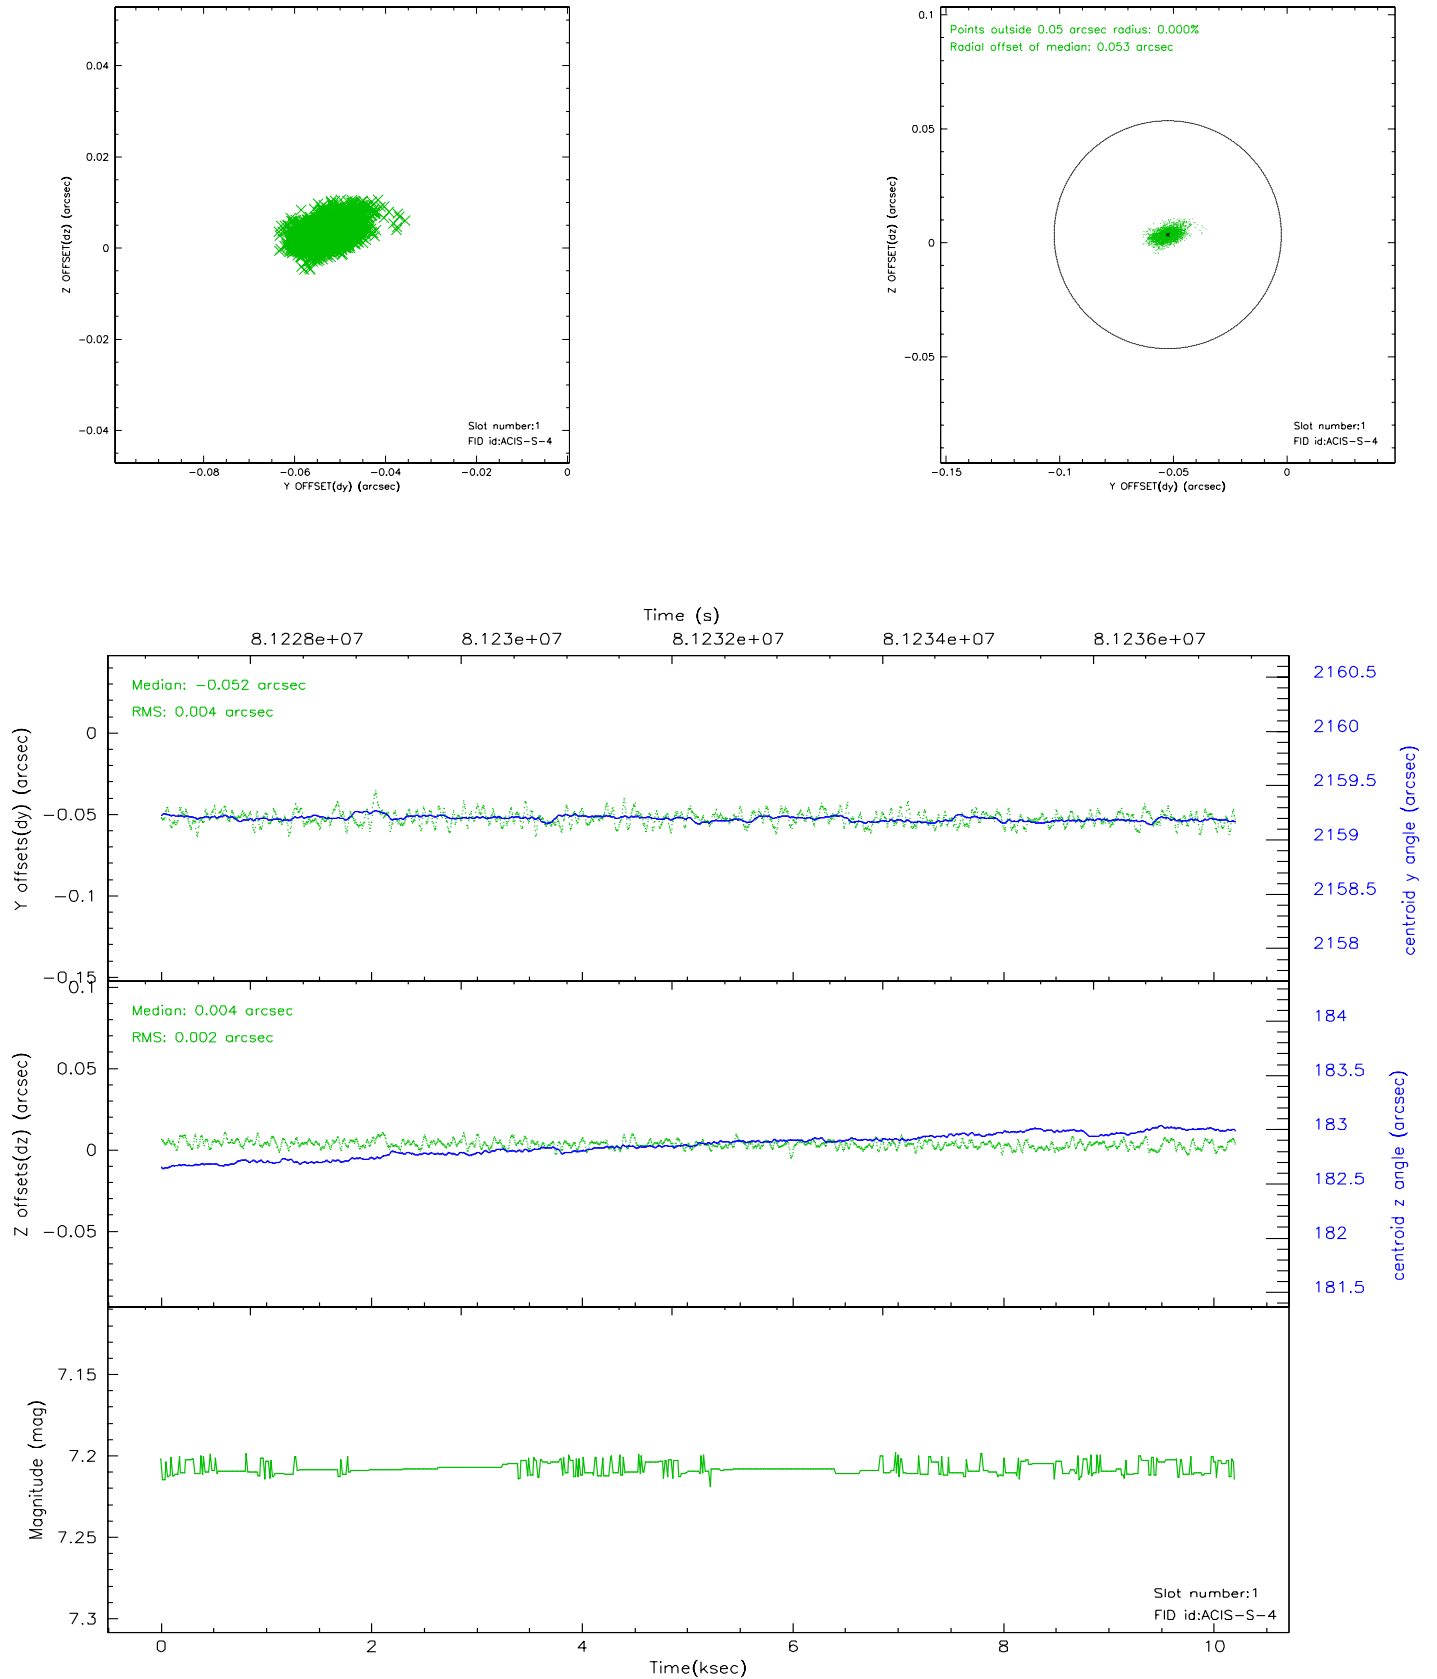 0.04
0.02
0
−0.02
−0.04
Z OFFSET(dz) (arcsec)
Slot number:1
FID id:ACIS−S−4
−0.08 −0.06 −0.04 −0.02 0
Y OFFSET(dy) (arcsec)
0.1
0.05
0
−0.05
Z OFFSET(dz) (arcsec)
Points outside 0.05 arcsec radius: 0.000%
Radial offset of median: 0.053 arcsec
Slot number:1
FID id:ACIS−S−4
−0.15 −0.1 −0.05 0
Y OFFSET(dy) (arcsec)
Time (s)
8.1228e+07 8.123e+07 8.1232e+07 8.1234e+07 8.1236e+07
Median: −0.052 arcsec
RMS: 0.004 arcsec
0
−0.05
−0.1
−0.15
Y offsets(dy) (arcsec)
2160.5
2160
2159.5
2159
2158.5
2158
centroid y angle (arcsec)
Median: 0.004 arcsec
RMS: 0.002 arcsec
0.1
0.05
0
−0.05
Z offsets(dz) (arcsec)
184
183.5
183
182.5
182
181.5
centroid z angle (arcsec)
7.15
7.2
7.25
7.3
Magnitude (mag)
Slot number:1
FID id:ACIS−S−4
0 2 4 6 8 10
Time(ksec)